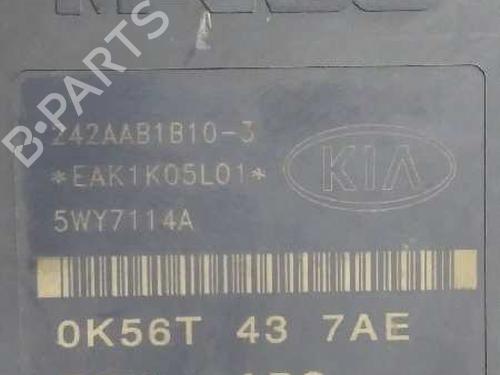 B-PARTS
242AAB1B10-3
*EAK1K05L01*
KIA
5WY7114A
0K56T 43 7AE